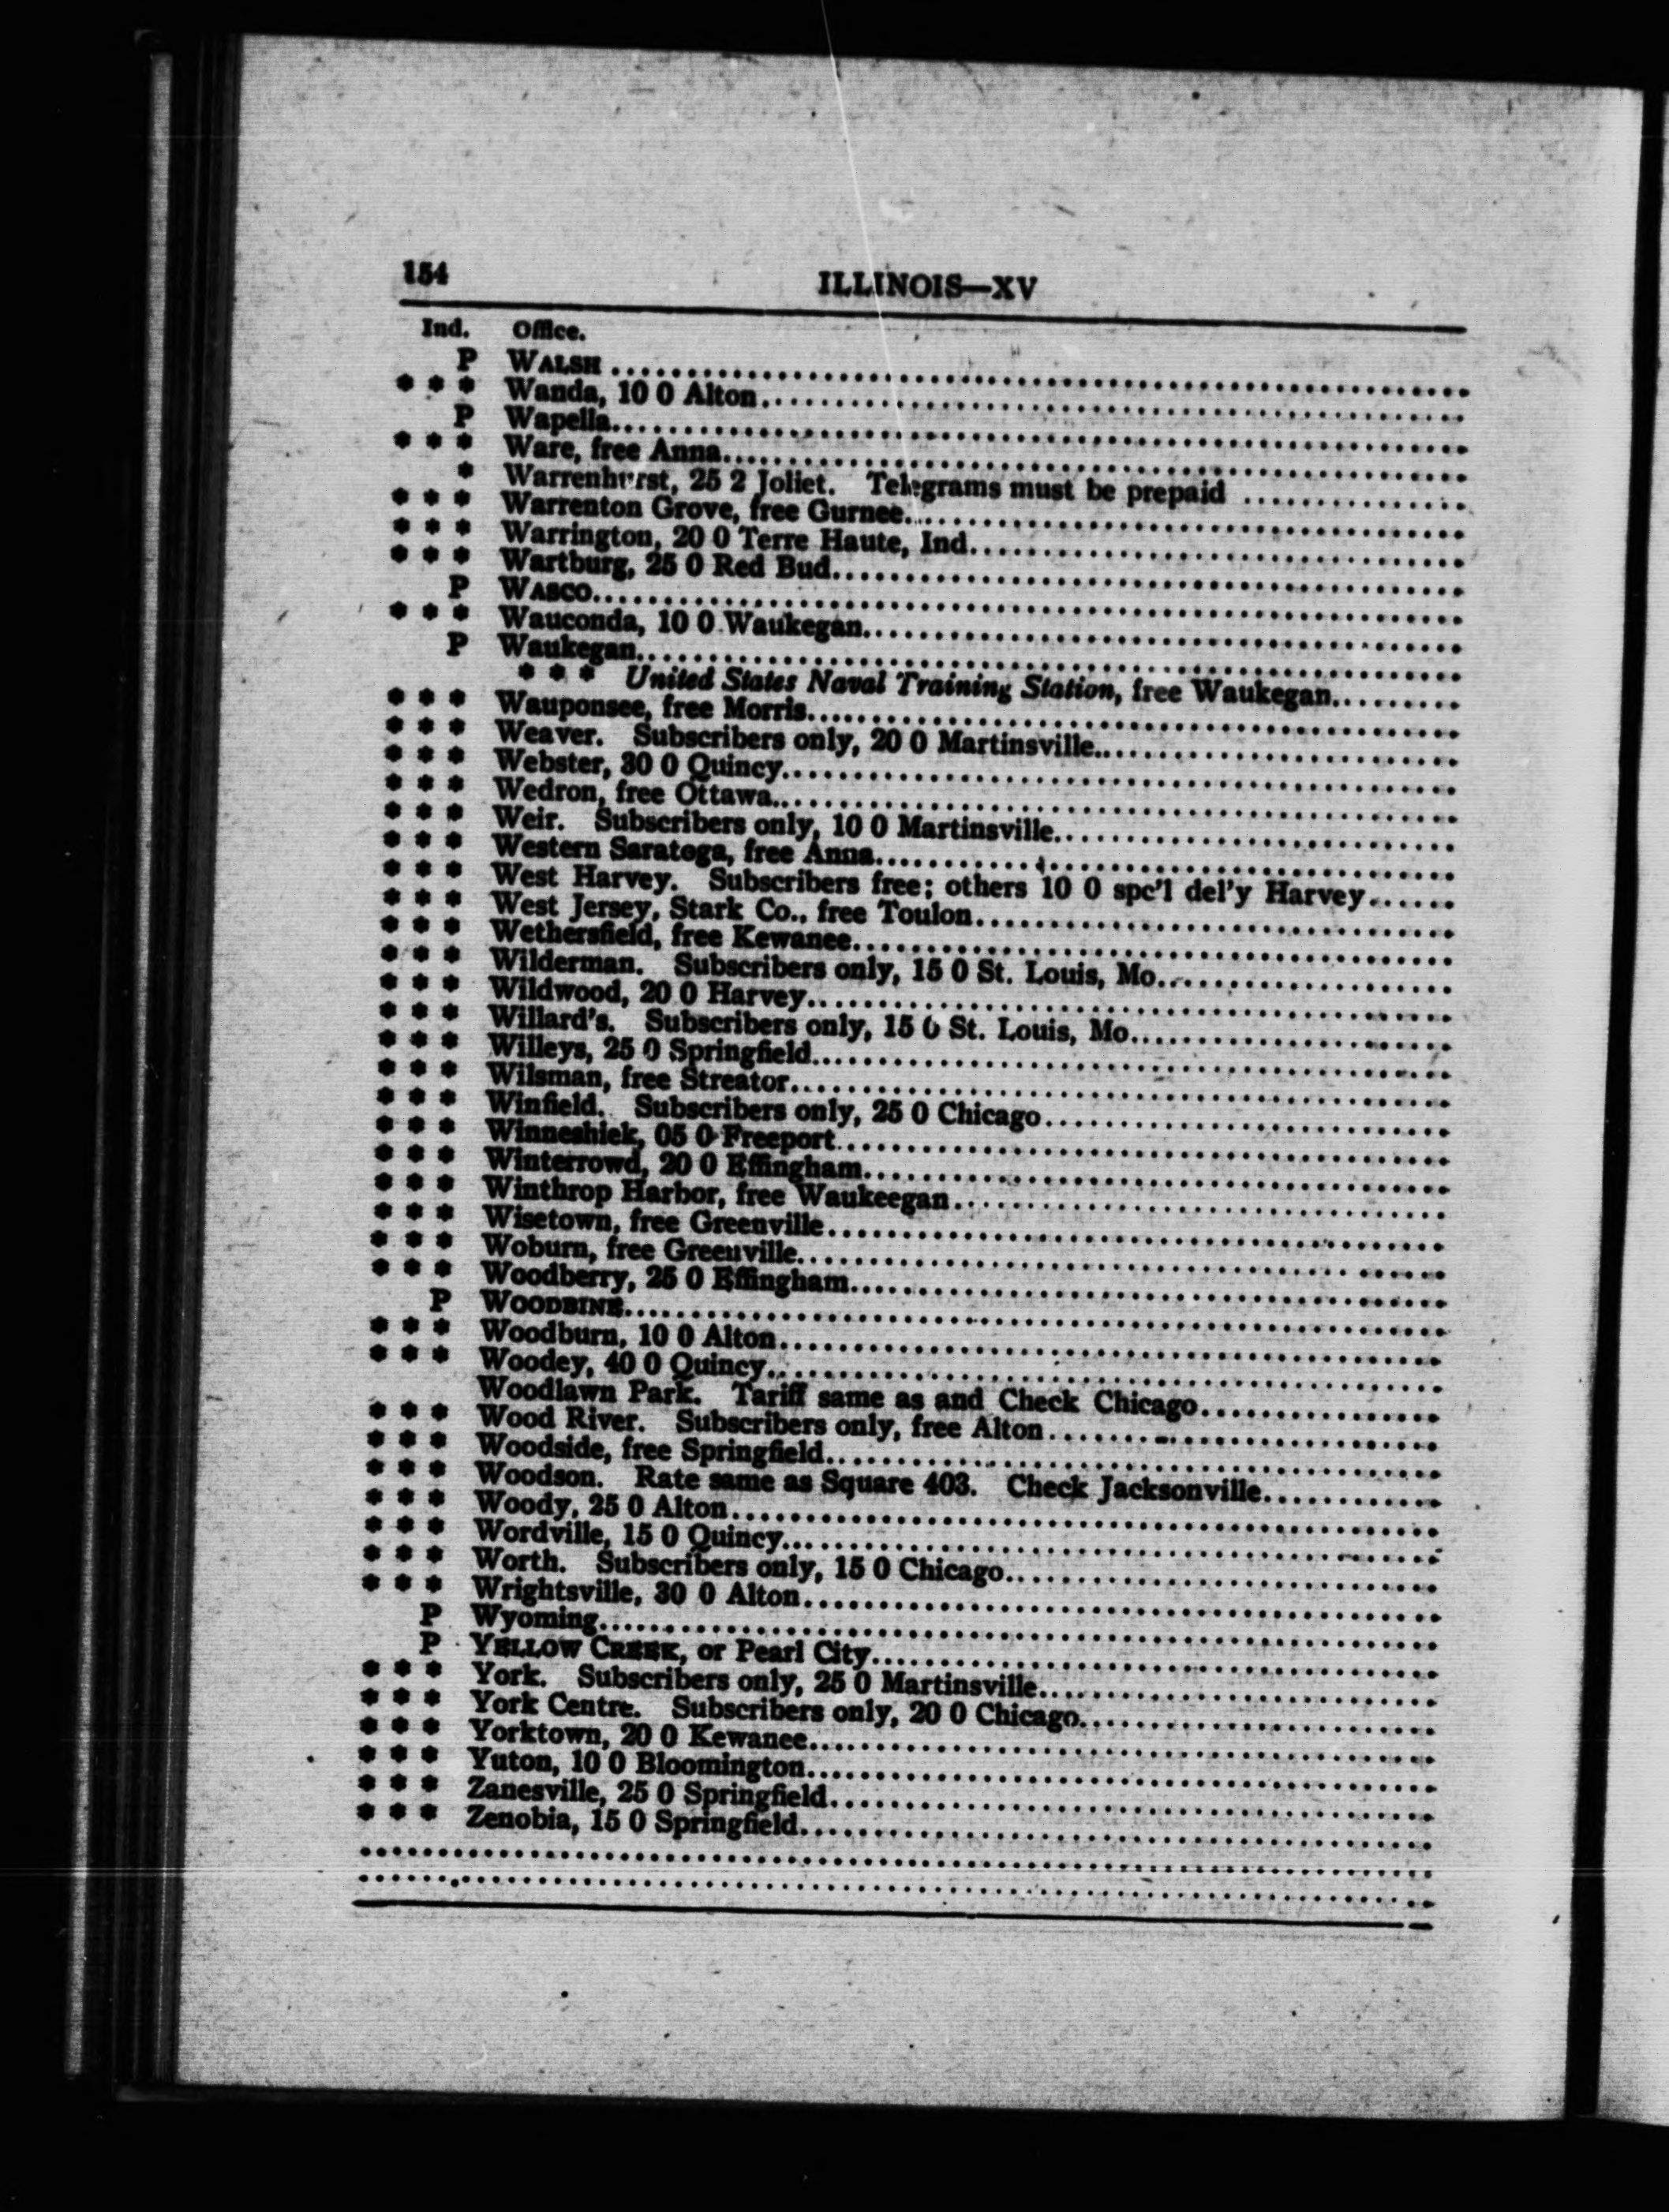 154
ILLINOIS—XV
Ind. Office.
P WALSH
* * * Wanda, 10 0 Alton
P Wapella
* * * Ware, free Anna
* Warrenhurst, 25 2 Joliet. Telegrams must be prepaid
* * * Warrenton Grove, free Gurnee
* * * Warrington, 20 0 Terre Haute, Ind
* * * Wartburg, 25 0 Red Bud
P WASCO
* * * Wauconda, 10 0 Waukegan
P Waukegan
* * * United States Naval Training Station, free Waukegan
* * * Wauponsee, free Morris
* * * Weaver. Subscribers only, 20 0 Martinsville
* * * Webster, 30 0 Quincy
* * * Wedron, free Ottawa
* * * Weir. Subscribers only, 10 0 Martinsville
* * * Western Saratoga, free Anna
* * * West Harvey. Subscribers free; others 10 0 spc'l del'y Harvey
* * * West Jersey, Stark Co., free Toulon
* * * Wethersfield, free Kewanee
* * * Wilderman. Subscribers only, 15 0 St. Louis, Mo
* * * Wildwood, 20 0 Harvey
* * * Willard's. Subscribers only, 15 0 St. Louis, Mo
* * * Willeys, 25 0 Springfield
* * * Wilsman, free Streator
* * * Winfield. Subscribers only, 25 0 Chicago
* * * Winneshiek, 05 0 Freeport
* * * Winterrowd, 20 0 Effingham
* * * Winthrop Harbor, free Waukeegan
* * * Wisetown, free Greenville
* * * Woburn, free Greenville
* * * Woodberry, 25 0 Effingham
P WOODBINE
* * * Woodburn, 10 0 Alton
* * * Woodey, 40 0 Quincy
Woodlawn Park. Tariff same as and Check Chicago
* * * Wood River. Subscribers only, free Alton
* * * Woodside, free Springfield
* * * Woodson. Rate same as Square 403. Check Jacksonville
* * * Woody, 25 0 Alton
* * * Wordville, 15 0 Quincy
* * * Worth. Subscribers only, 15 0 Chicago
* * * Wrightsville, 30 0 Alton
P Wyoming
P YELLOW CREEK, or Pearl City
* * * York. Subscribers only, 25 0 Martinsville
* * * York Centre. Subscribers only, 20 0 Chicago
* * * Yorktown, 20 0 Kewanee
* * * Yuton, 10 0 Bloomington
* * * Zanesville, 25 0 Springfield
* * * Zenobia, 15 0 Springfield